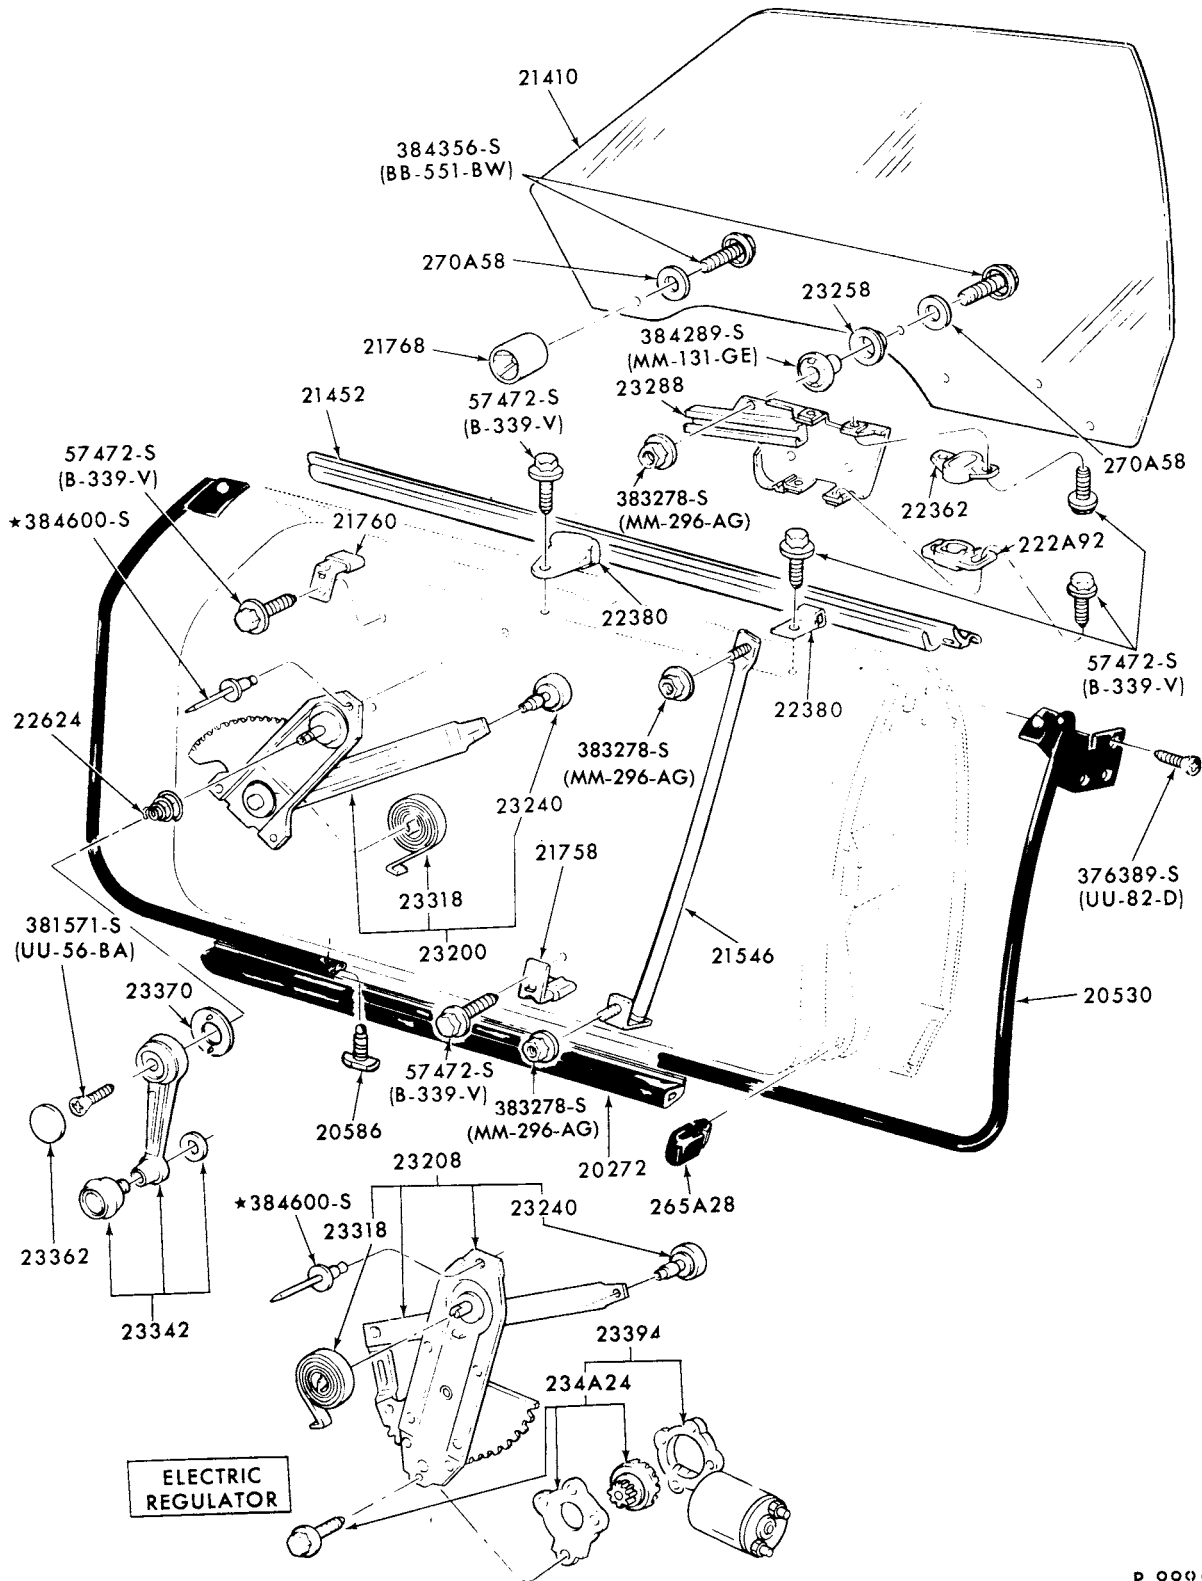 21410
384356-S
(BB-551-BW)
270A58
23258
384289-S
(MM-131-GE)
21768
23288
21452
57472-S
(B-339-V)
57472-S
(B-339-V)
270A58
383278-S
(MM-296-AG)
22362
★384600-S
21760
222A92
22380
57472-S
(B-339-V)
22380
22624
383278-S
(MM-296-AG)
23240
21758
376389-S
(UU-82-D)
23318
381571-S
(UU-56-BA)
23200
21546
23370
20530
57472-S
(B-339-V)
383278-S
(MM-296-AG)
20586
20272
23208
265A28
★384600-S
23240
23318
23362
23342
23394
234A24
ELECTRIC
REGULATOR